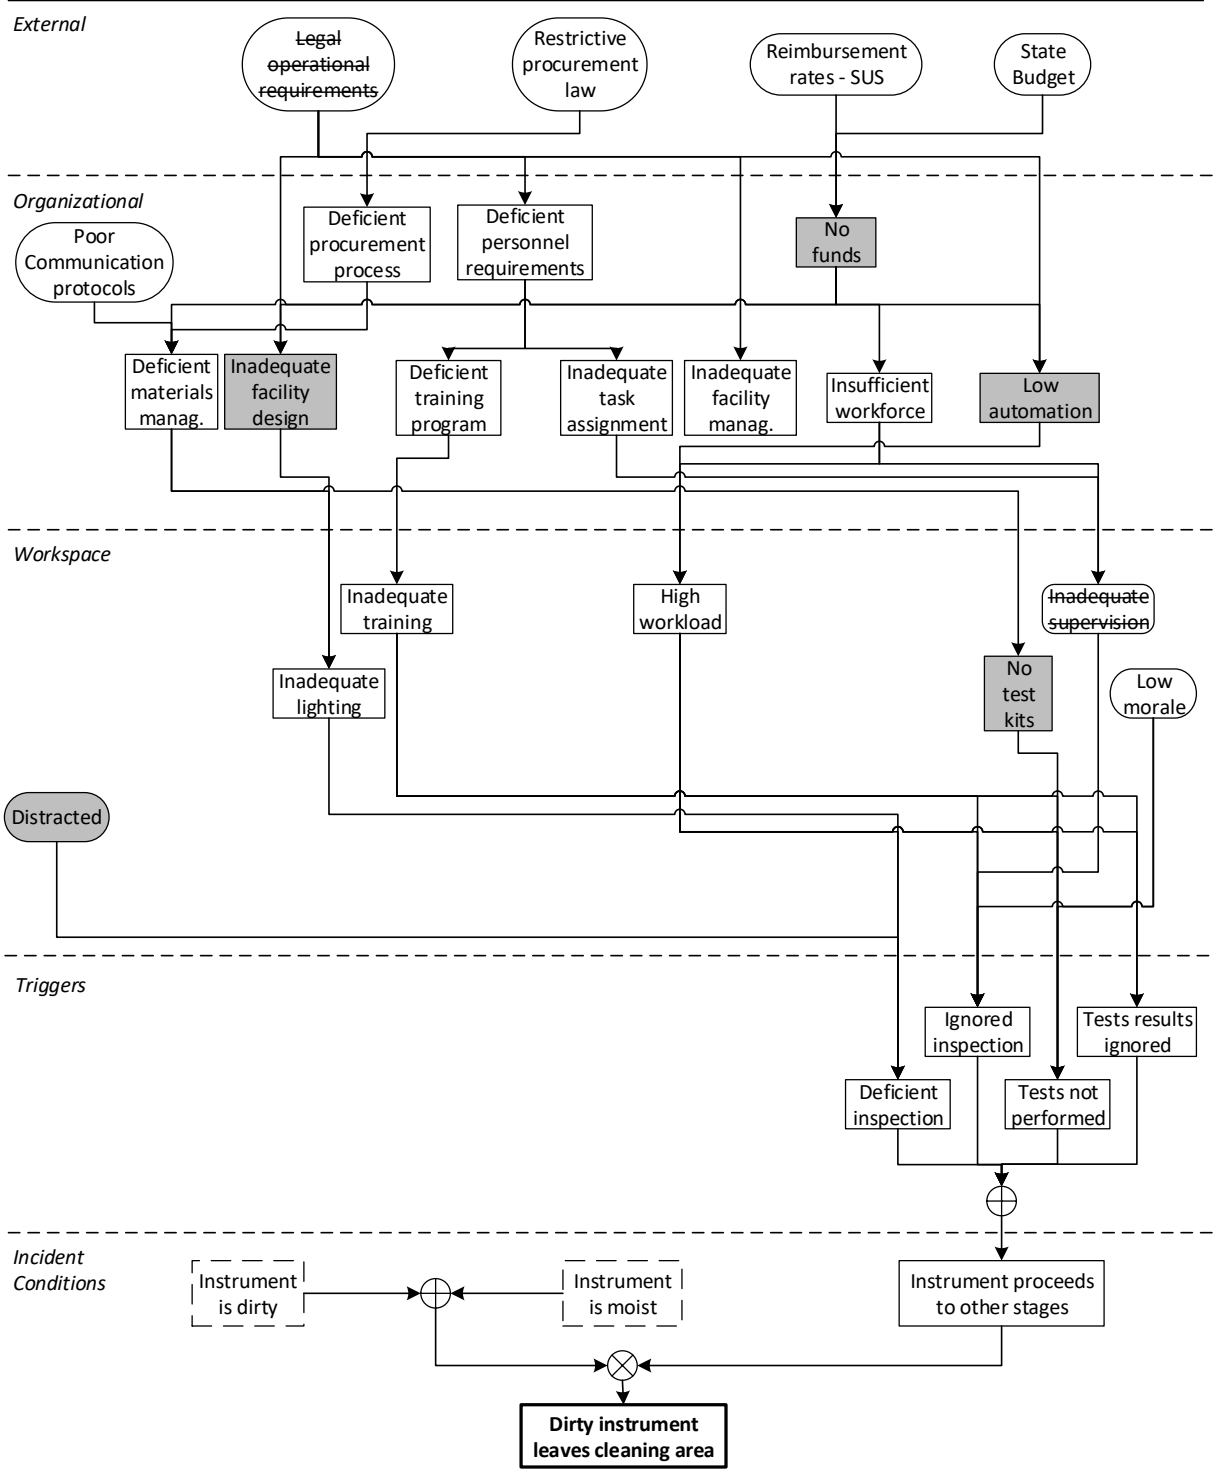 External
Legal
operational
requirements
Restrictive
procurement
law
Reimbursement
rates - SUS
State
Budget
Organizational
Poor
Communication
protocols
Deficient
procurement
process
Deficient
personnel
requirements
No
funds
Deficient
materials
manag.
Inadequate
facility
design
Deficient
training
program
Inadequate
task
assignment
Inadequate
facility
manag.
Insufficient
workforce
Low
automation
Workspace
Inadequate
training
High
workload
Inadequate
supervision
Inadequate
lighting
No
test
kits
Low
morale
Distracted
Triggers
Ignored
inspection
Tests results
ignored
Deficient
inspection
Tests not
performed
Incident
Conditions
Instrument
is dirty
Instrument
is moist
Instrument proceeds
to other stages
Dirty instrument
leaves cleaning area